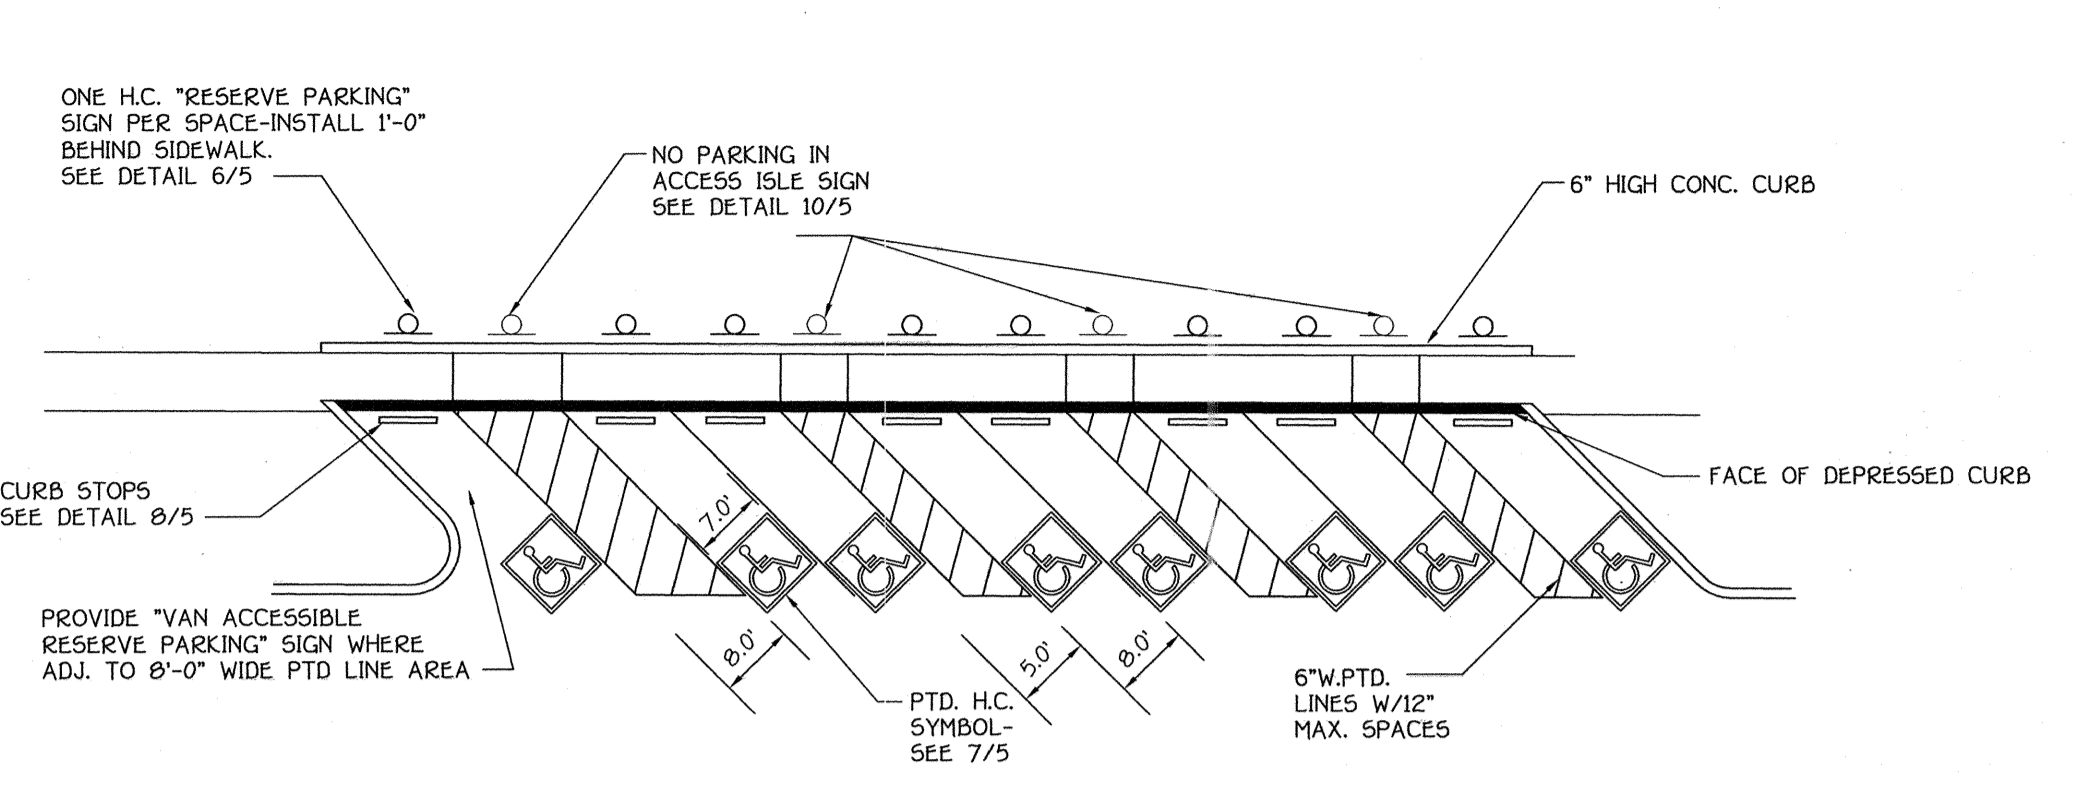 ONE H.C. "RESERVE PARKING"
SIGN PER SPACE-INSTALL 1'-0"
BEHIND SIDEWALK.
SEE DETAIL 6/5
NO PARKING IN
ACCESS ISLE SIGN
SEE DETAIL 10/5
6" HIGH CONC. CURB
CURB STOPS
SEE DETAIL 8/5
FACE OF DEPRESSED CURB
7.0'
PROVIDE "VAN ACCESSIBLE
RESERVE PARKING" SIGN WHERE
ADJ. TO 8'-0" WIDE PTD LINE AREA
8.0'
5.0'
8.0'
PTD. H.C.
SYMBOL-
SEE 7/5
6"W.PTD.
LINES W/12"
MAX. SPACES